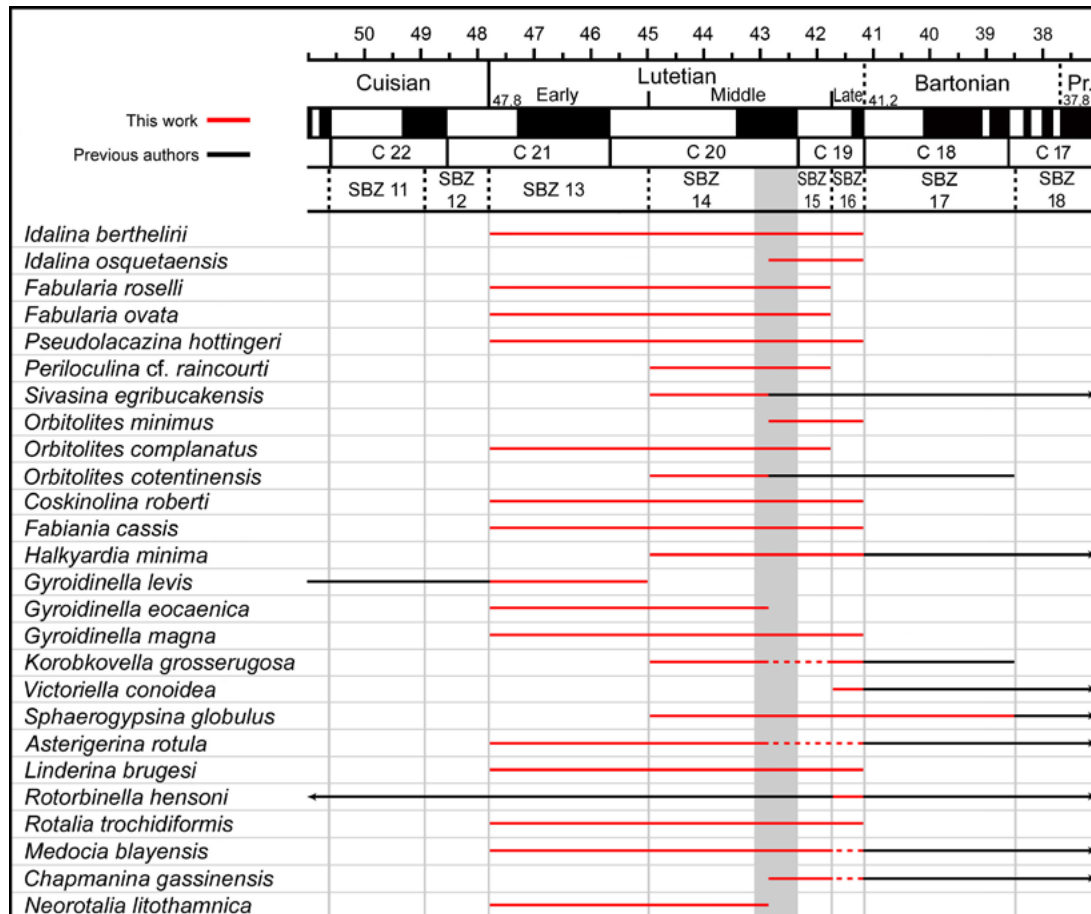 50 49 48 47 46 45 44 43 42 41 40 39 38
Cuisian Lutetian Bartonian Pr.
47.8 Early Middle Late 41.2 37.8
This work
Previous authors
C 22 C 21 C 20 C 19 C 18 C 17
SBZ 11 SBZ 12 SBZ 13 SBZ 14 SBZ 15 SBZ 16 SBZ 17 SBZ 18
Idalina berthelinii
Idalina osquetaensis
Fabularia roselli
Fabularia ovata
Pseudolacazina hottingeri
Periloculina cf. raincourti
Sivasina egribucakensis
Orbitolites minimus
Orbitolites complanatus
Orbitolites cotentinensis
Coskinolina roberti
Fabiania cassis
Halkyardia minima
Gyroidinella levis
Gyroidinella eocaenica
Gyroidinella magna
Korobkovella grosserugosa
Victoriella conoidea
Sphaerogypsina globulus
Asterigerina rotula
Linderina brugesi
Rotorbinella hensoni
Rotalia trochidiformis
Medocia blayensis
Chapmanina gassinensis
Neorotalia litothamnica